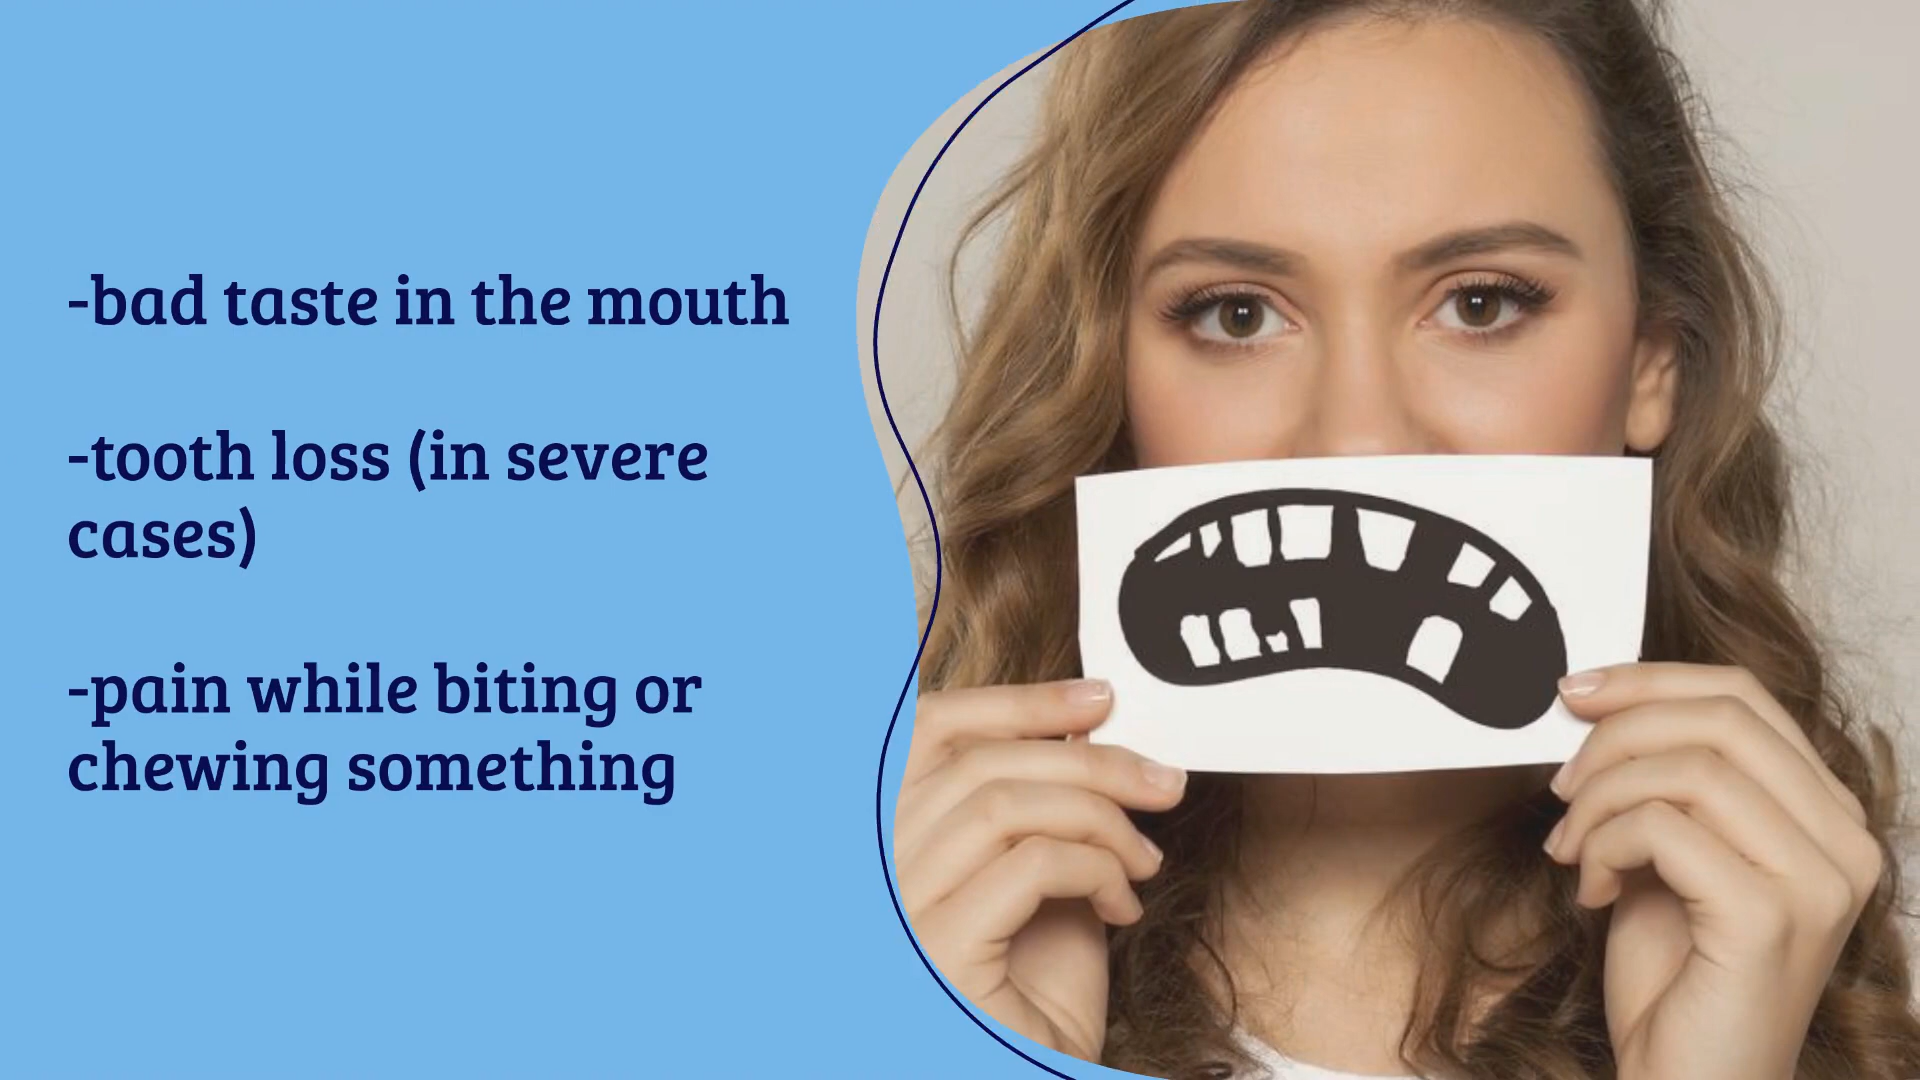 -bad taste in the mouth
-tooth loss (in severe
cases)
-pain while biting or
chewing something